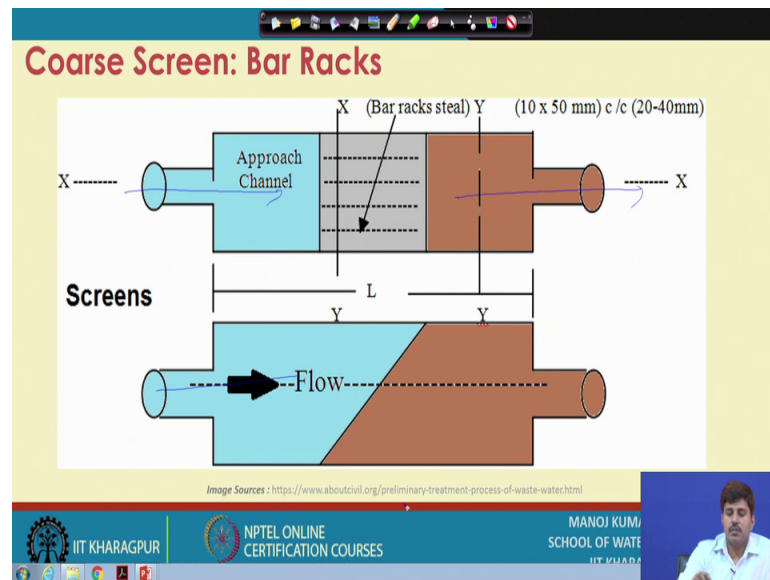 Coarse Screen: Bar Racks
X (Bar racks steal) Y (10 x 50 mm) c /c (20-40mm)
Approach
Channel
X --------- ------- X
Screens
L
Y Y
Flow
Image Sources : https://www.aboutcivil.org/preliminary-treatment-process-of-waste-water.html
IIT KHARAGPUR
NPTEL ONLINE
CERTIFICATION COURSES
MANOJ KUMA
SCHOOL OF WATE
IIT KHARA